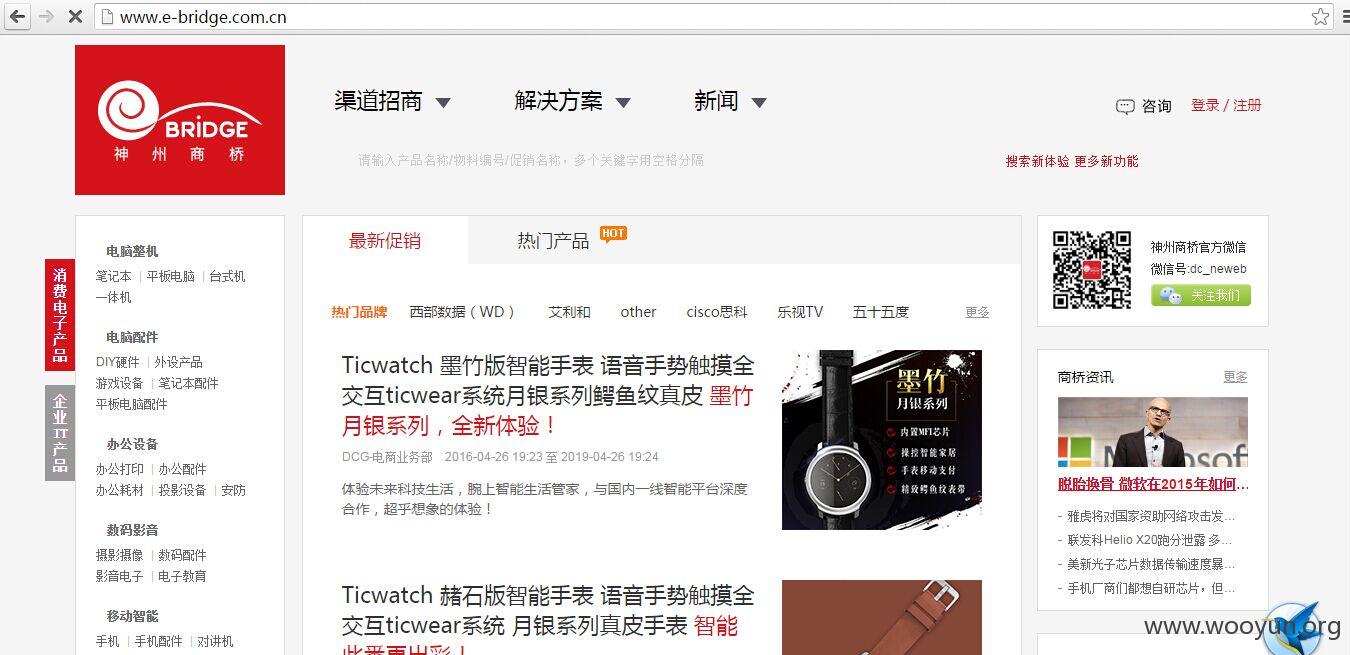 www.e-bridge.com.cn
BRiDGE
神 州 商 桥
渠道招商
解决方案
新闻
咨询
登录 / 注册
请输入产品名称/物料编号/促销名称，多个关键字用空格分隔
搜索新体验 更多新功能
消费电子产品
企业IT产品
电脑整机
笔记本 | 平板电脑 | 台式机
一体机
电脑配件
DIY硬件 | 外设产品
游戏设备 | 笔记本配件
平板电脑配件
办公设备
办公打印 | 办公配件
办公耗材 | 投影设备 | 安防
数码影音
摄影摄像 | 数码配件
影音电子 | 电子教育
移动智能
手机 | 手机配件 | 对讲机
最新促销
热门产品
HOT
热门品牌
西部数据（WD）
艾利和
other
cisco思科
乐视TV
五十五度
更多
Ticwatch 墨竹版智能手表 语音手势触摸全
交互ticwear系统月银系列鳄鱼纹真皮 墨竹
月银系列，全新体验！
DCG-电商业务部 2016-04-26 19:23 至 2019-04-26 19:24
体验未来科技生活，腕上智能生活管家，与国内一线智能平台深度
合作，超乎想象的体验！
墨竹
月银系列
内置MFI芯片
操控智能家居
手表移动支付
精致鳄鱼纹表带
Ticwatch 赭石版智能手表 语音手势触摸全
交互ticwear系统 月银系列真皮手表 智能
神州商桥官方微信
微信号:dc_neweb
关注我们
商桥资讯
更多
Microsoft
脱胎换骨 微软在2015年如何...
- 雅虎将对国家资助网络攻击发...
- 联发科Helio X20跑分泄露 多...
- 美新光子芯片数据传输速度暴...
- 手机厂商们都想自研芯片，但...
www.wooyun.org